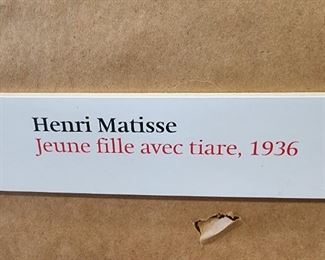 Henri Matisse
Jeune fille avec tiare, 1936